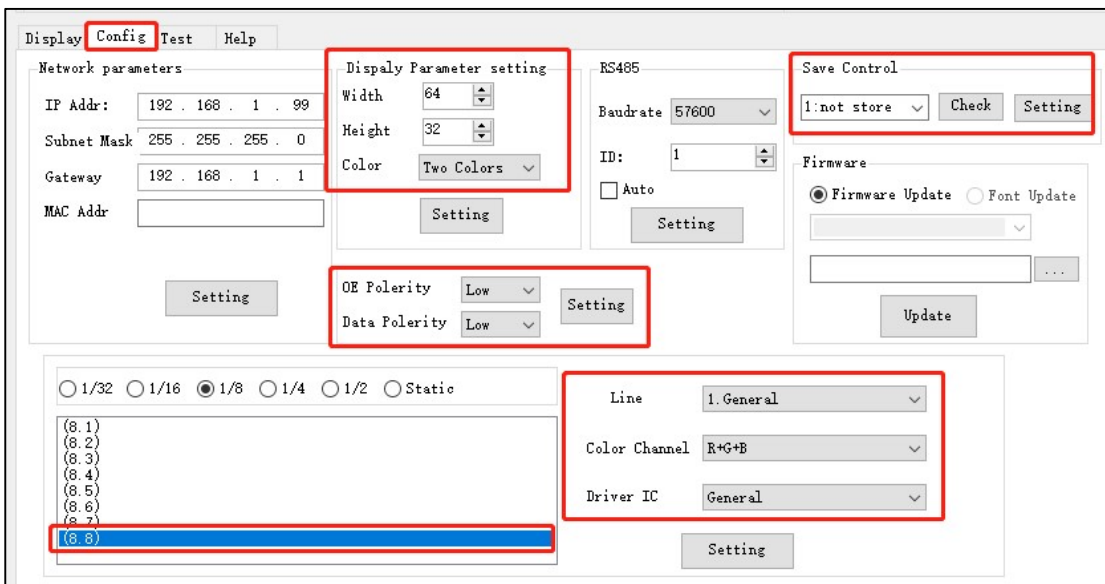 Display Config Test Help
Network parameters
IP Addr: 192 . 168 . 1 . 99
Subnet Mask 255 . 255 . 255 . 0
Gateway 192 . 168 . 1 . 1
MAC Addr
Setting
Dispaly Parameter setting
Width 64
Height 32
Color Two Colors
Setting
OE Polerity Low
Data Polerity Low
Setting
RS485
Baudrate 57600
ID: 1
Auto
Setting
Save Control
1:not store Check Setting
Firmware
Firmware Update Font Update
...
Update
1/32 1/16 1/8 1/4 1/2 Static
(8.1)
(8.2)
(8.3)
(8.4)
(8.5)
(8.6)
(8.7)
(8.8)
Line 1.General
Color Channel R+G+B
Driver IC General
Setting